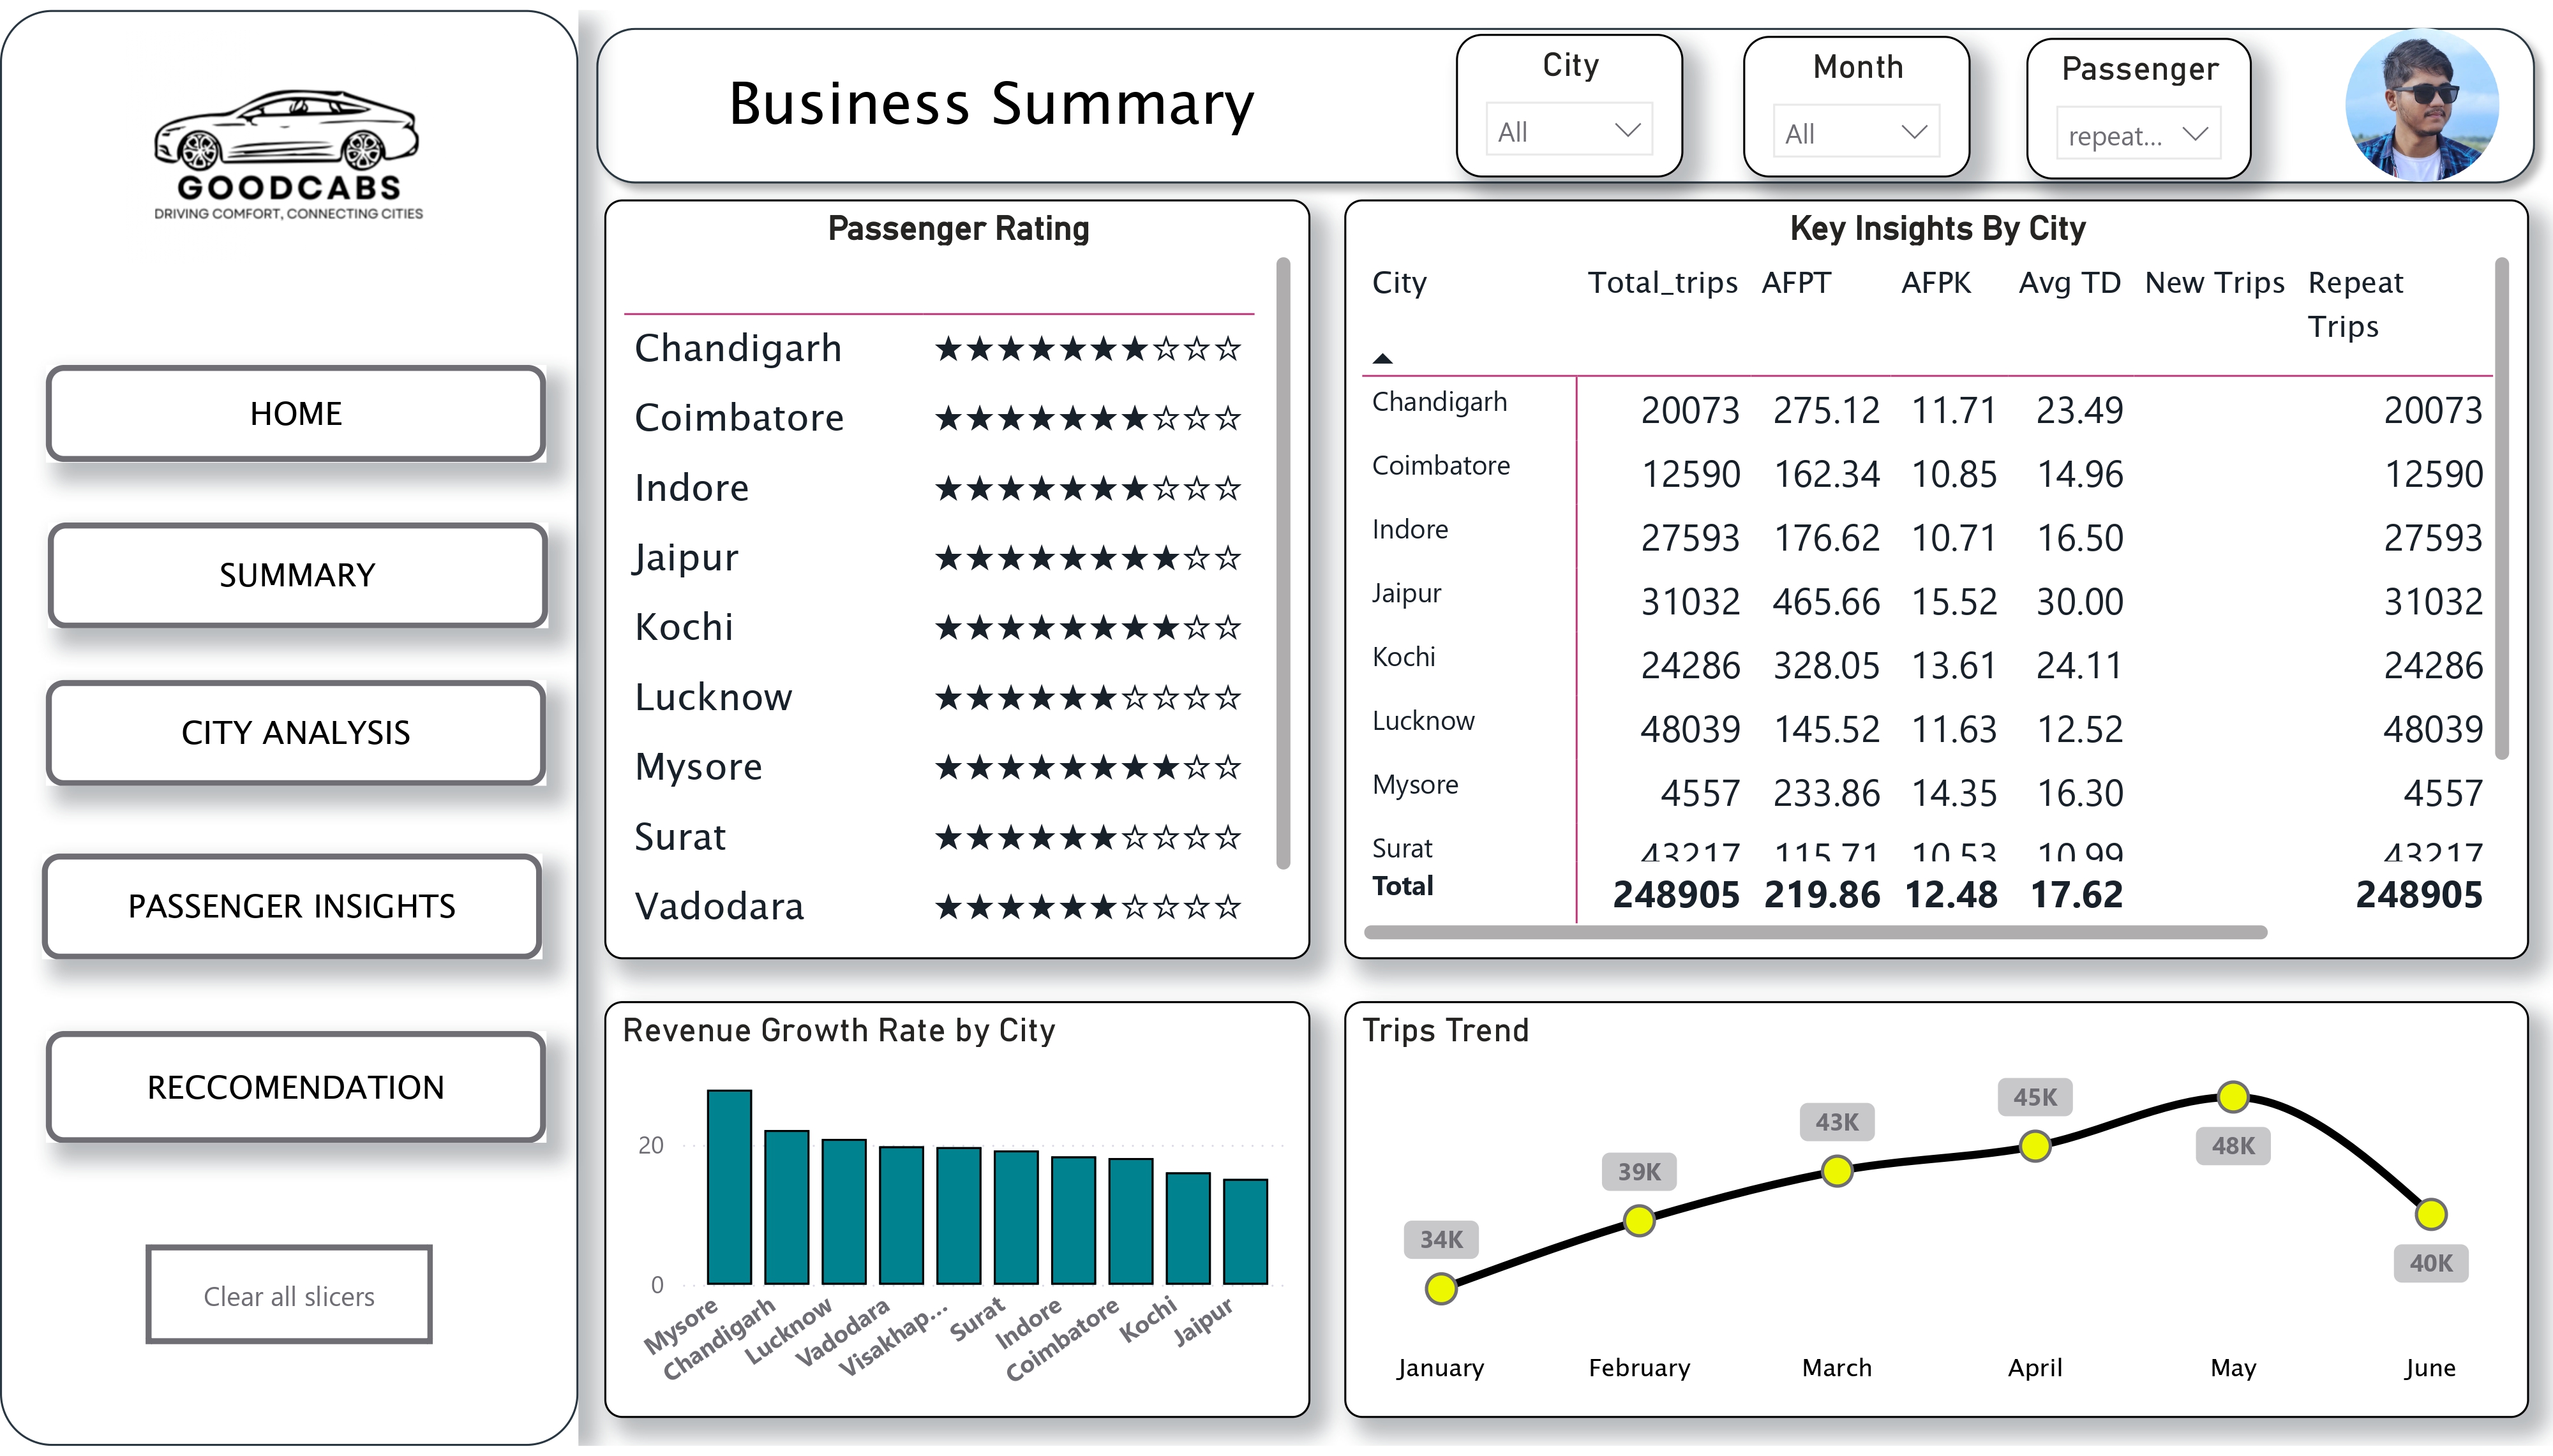 GOODCABS
DRIVING COMFORT, CONNECTING CITIES
HOME
SUMMARY
CITY ANALYSIS
PASSENGER INSIGHTS
RECCOMENDATION
Clear all slicers
Business Summary
City
All
Month
All
Passenger
repeat...
Passenger Rating
Chandigarh ★★★★★★★☆☆☆
Coimbatore ★★★★★★★☆☆☆
Indore ★★★★★★★☆☆☆
Jaipur ★★★★★★★★☆☆
Kochi ★★★★★★★★☆☆
Lucknow ★★★★★★☆☆☆☆
Mysore ★★★★★★★★☆☆
Surat ★★★★★★☆☆☆☆
Vadodara ★★★★★★☆☆☆☆
Key Insights By City
City Total_trips AFPT AFPK Avg TD New Trips Repeat
Trips
Chandigarh 20073 275.12 11.71 23.49 20073
Coimbatore 12590 162.34 10.85 14.96 12590
Indore 27593 176.62 10.71 16.50 27593
Jaipur 31032 465.66 15.52 30.00 31032
Kochi 24286 328.05 13.61 24.11 24286
Lucknow 48039 145.52 11.63 12.52 48039
Mysore 4557 233.86 14.35 16.30 4557
Surat 43217 115.71 10.53 10.99 43217
Total 248905 219.86 12.48 17.62 248905
Revenue Growth Rate by City
20
0
Mysore
Chandigarh
Lucknow
Vadodara
Visakhap...
Surat
Indore
Coimbatore
Kochi
Jaipur
Trips Trend
34K
39K
43K
45K
48K
40K
January
February
March
April
May
June